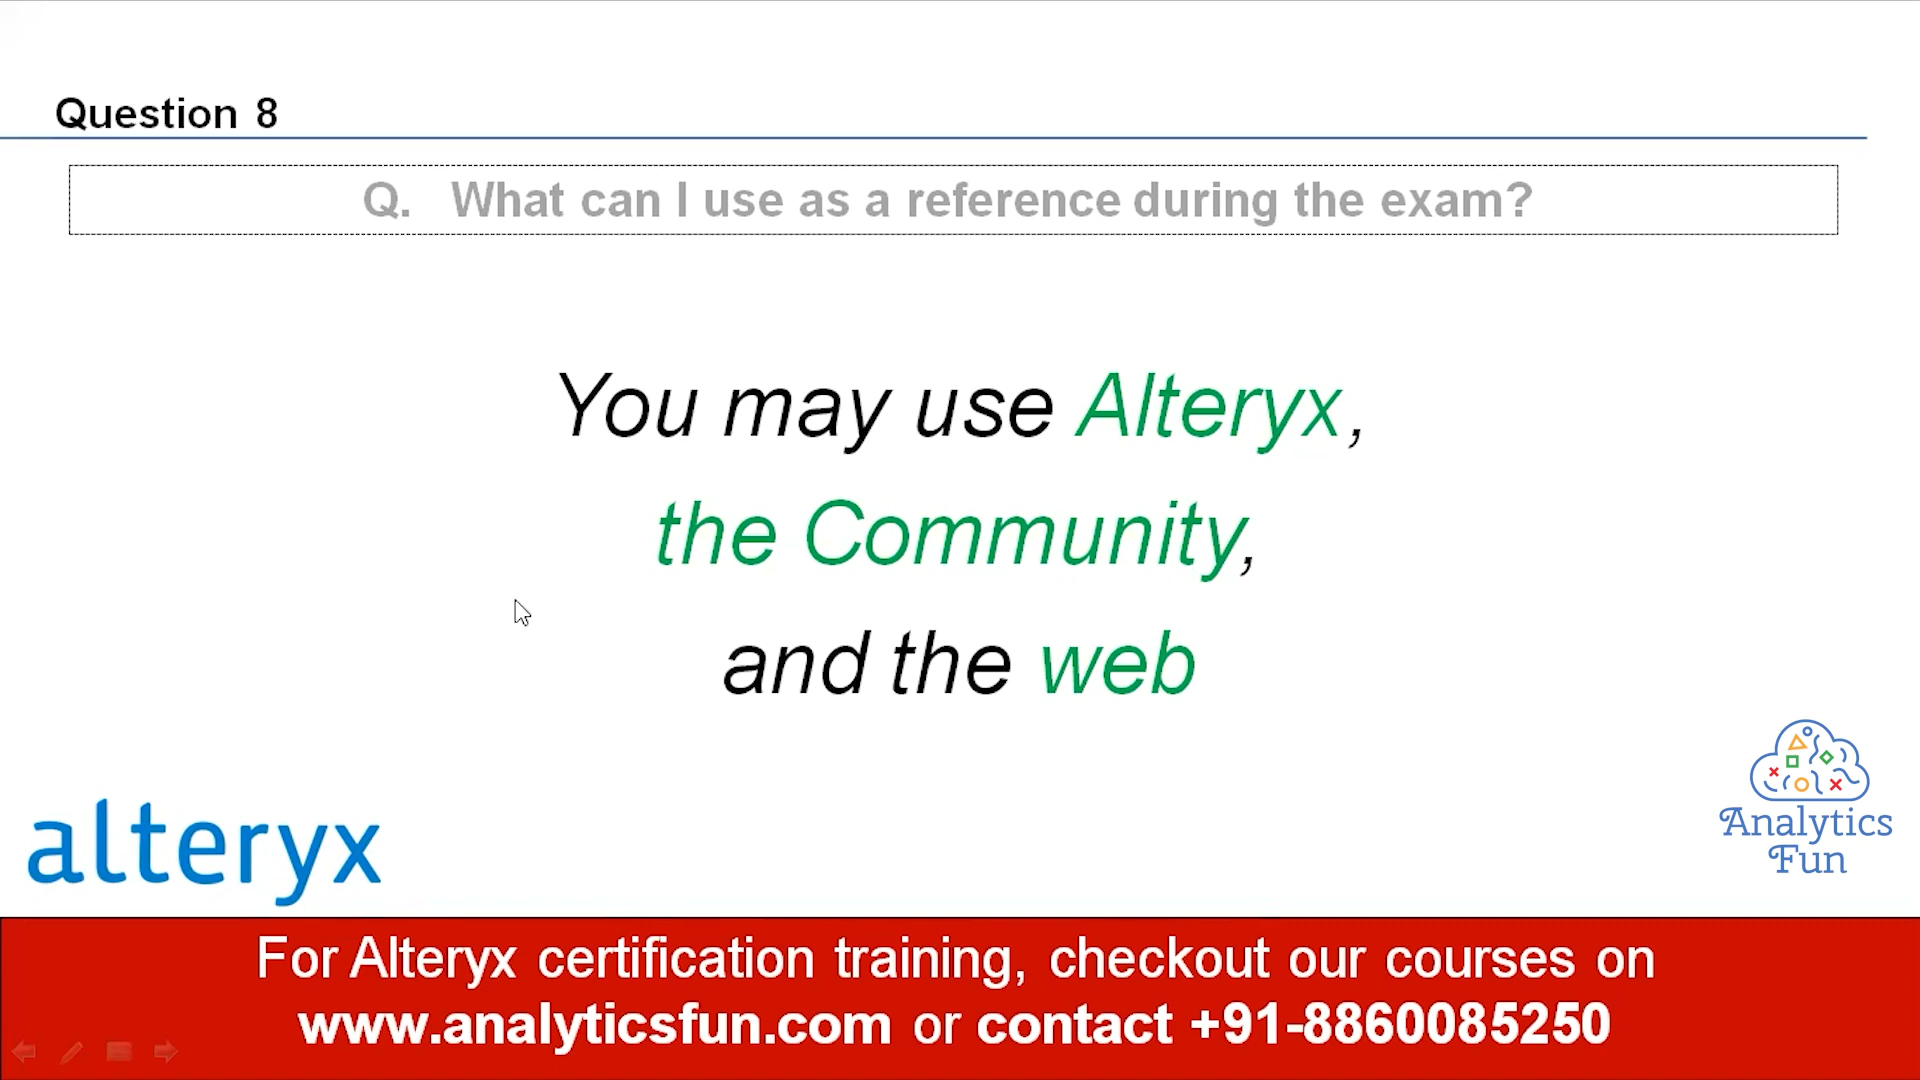 Question 8
Q. What can I use as a reference during the exam?
You may use Alteryx,
the Community,
and the web
alteryx
Analytics
Fun
For Alteryx certification training, checkout our courses on
www.analyticsfun.com or contact +91-8860085250